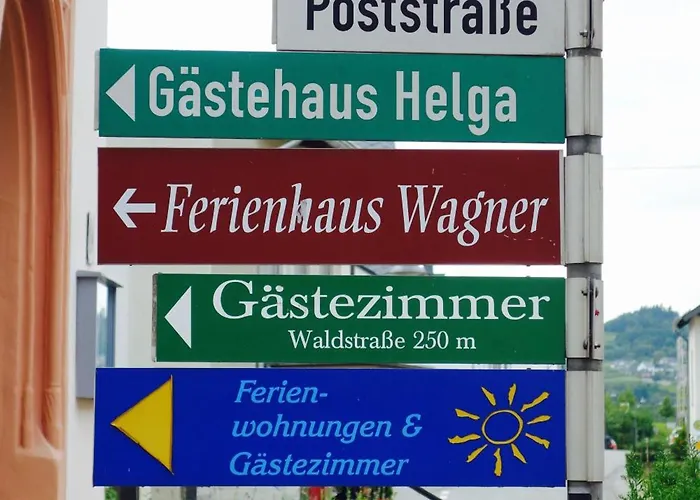 Poststraße
Gästehaus Helga
Ferienhaus Wagner
Gästezimmer
Waldstraße 250 m
Ferien-
wohnungen &
Gästezimmer